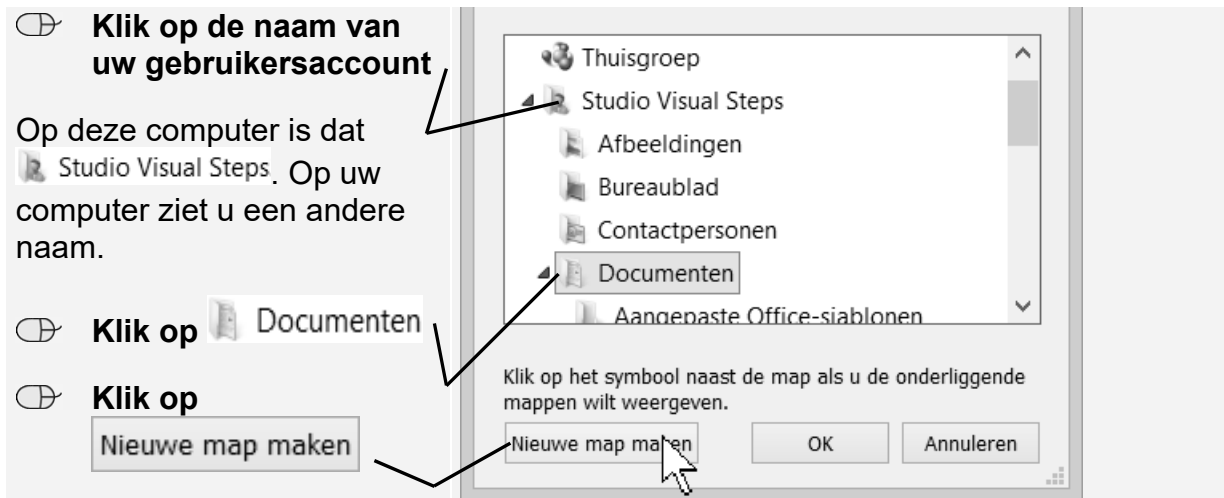 Klik op de naam van
uw gebruikersaccount
Op deze computer is dat
Studio Visual Steps. Op uw
computer ziet u een andere
naam.
Klik op Documenten
Klik op
Nieuwe map maken
Thuisgroep
Studio Visual Steps
Afbeeldingen
Bureaublad
Contactpersonen
Documenten
Aangepaste Office-sjablonen
Klik op het symbool naast de map als u de onderliggende
mappen wilt weergeven.
Nieuwe map maken OK Annuleren